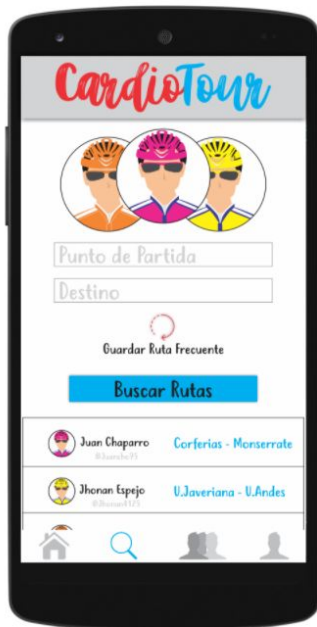 CardioTour
Punto de Partida
Destino
Guardar Ruta Frecuente
Buscar Rutas
Juan Chaparro Corferias - Monserrate
Jhonan Espejo U.Javeriana - U.Andes